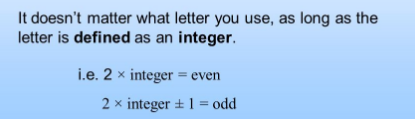 It doesn't matter what letter you use, as long as the
letter is defined as an integer.
i.e. 2 × integer = even
2 × integer ± 1 = odd